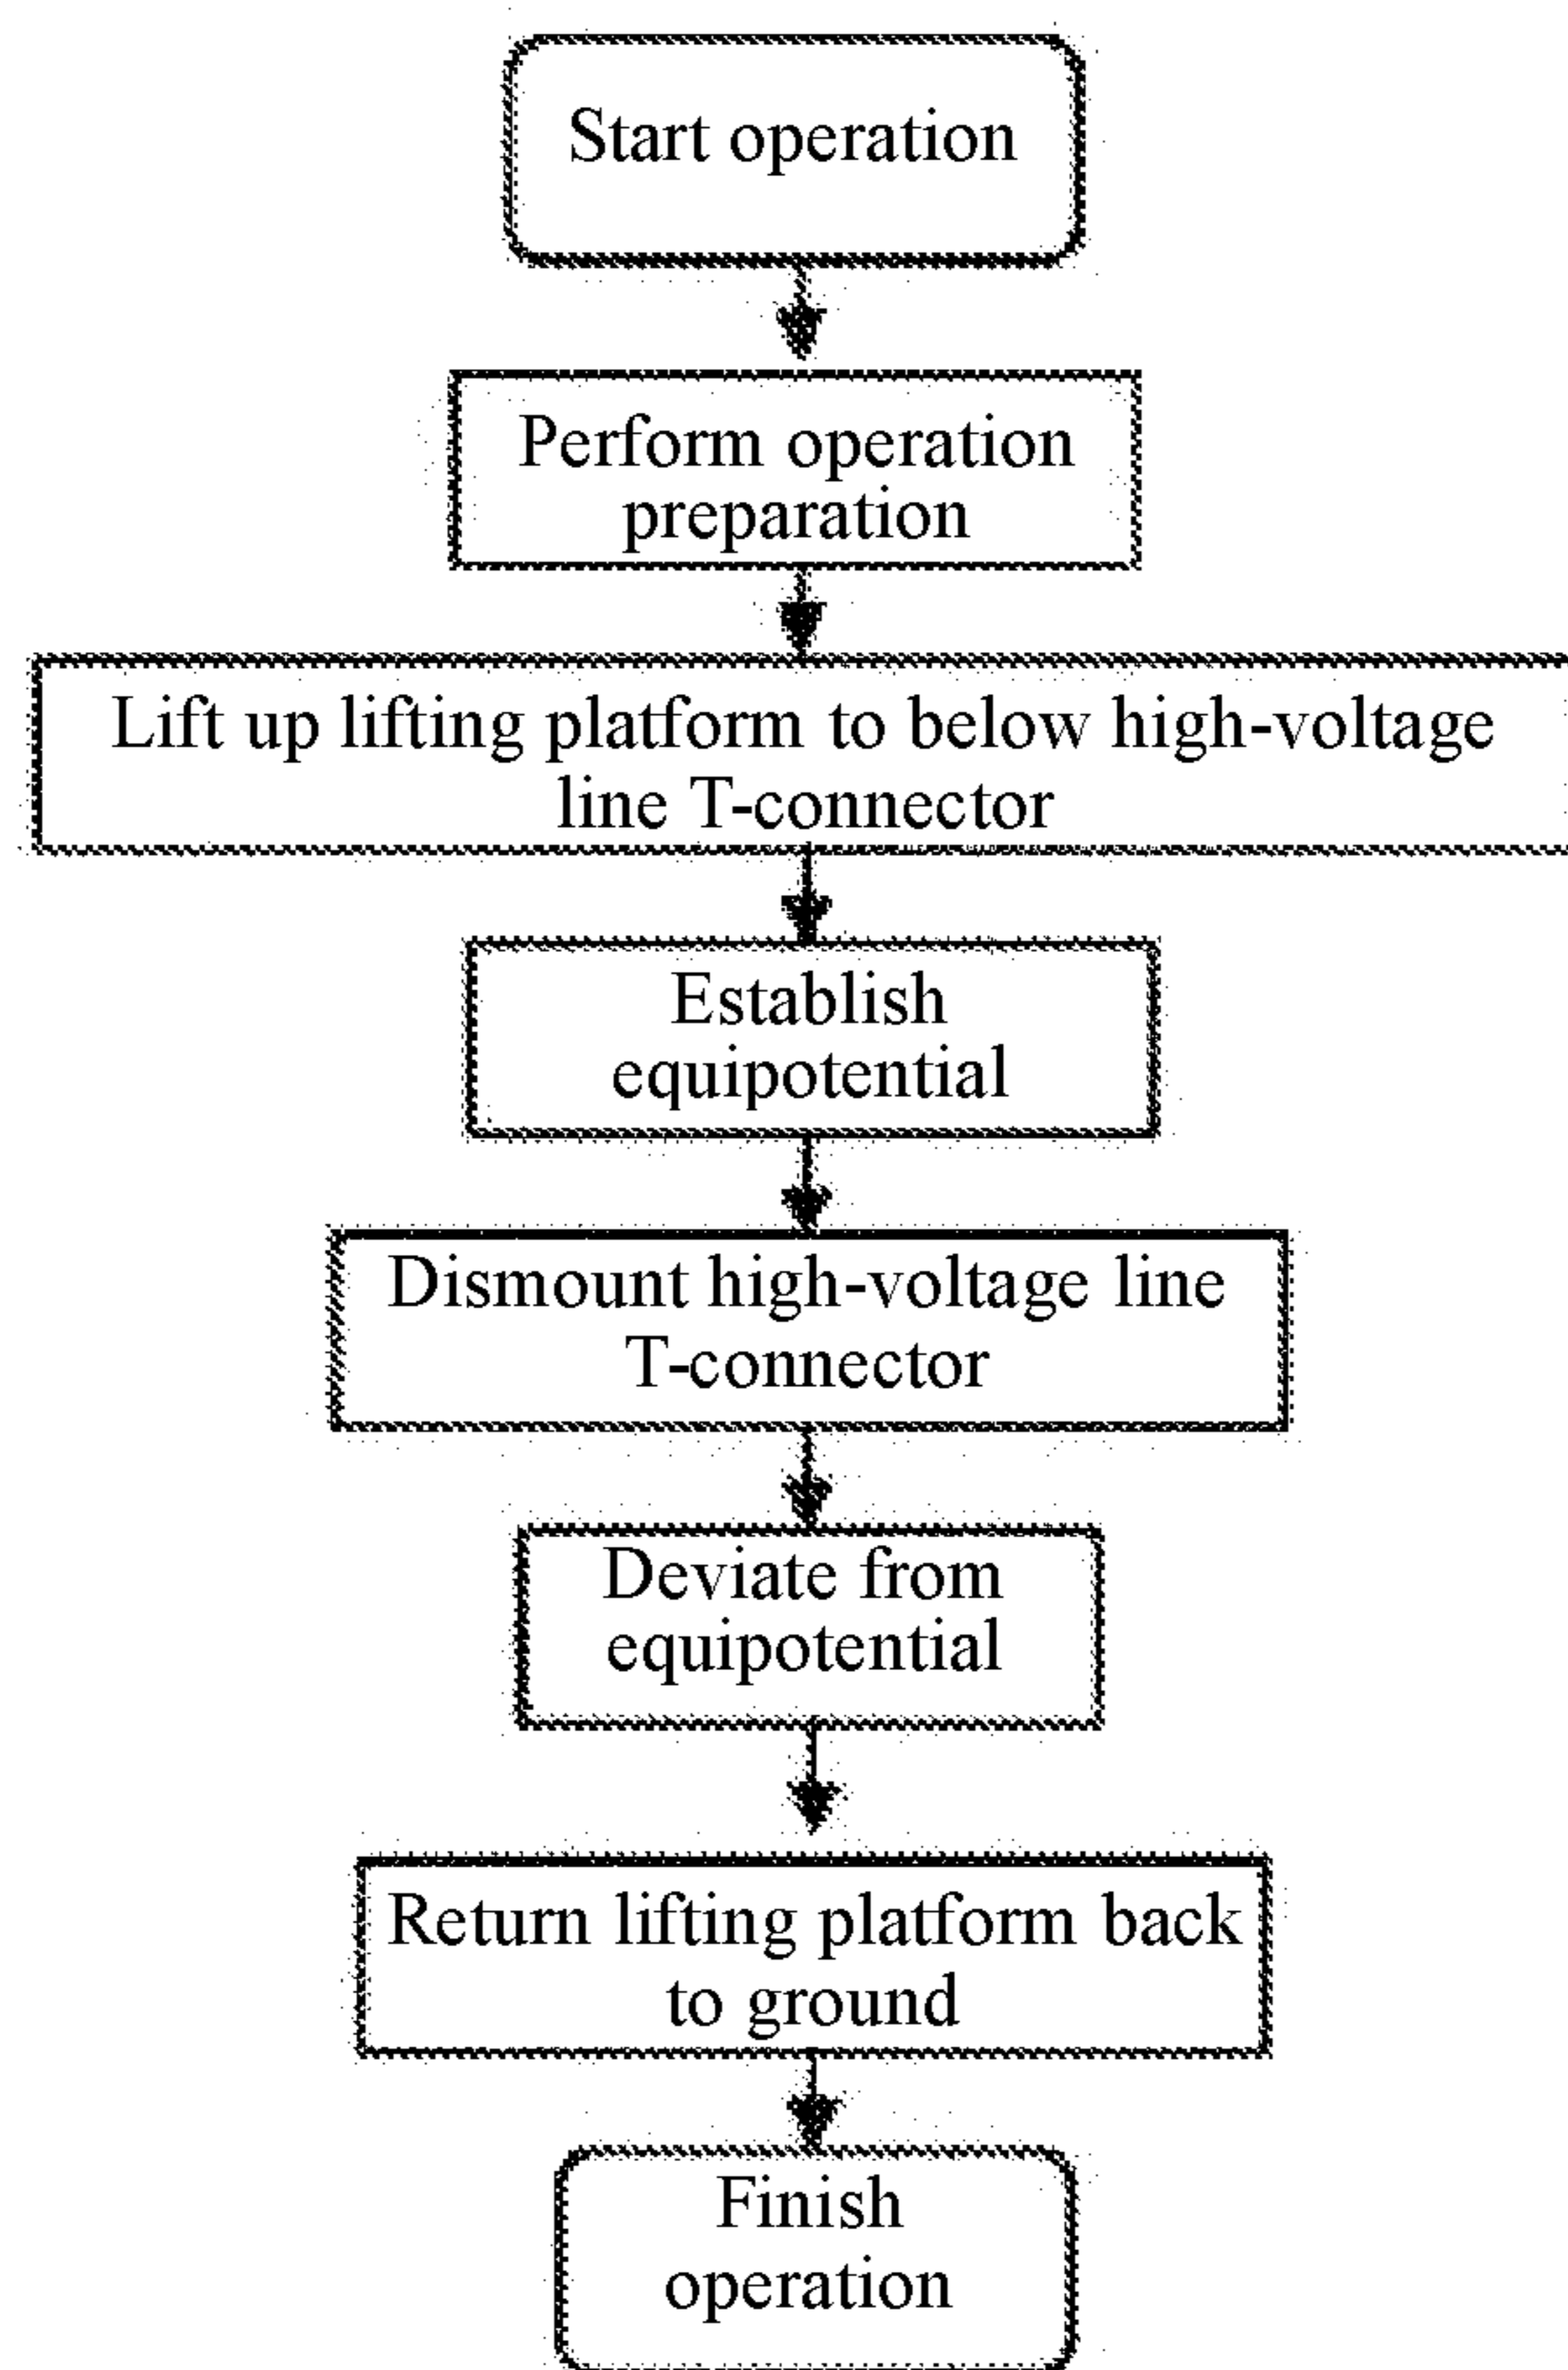 Start operation
Perform operation
preparation
Lift up lifting platform to below high-voltage
line T-connector
Establish
equipotential
Dismount high-voltage line
T-connector
Deviate from
equipotential
Return lifting platform back
to ground
Finish
operation